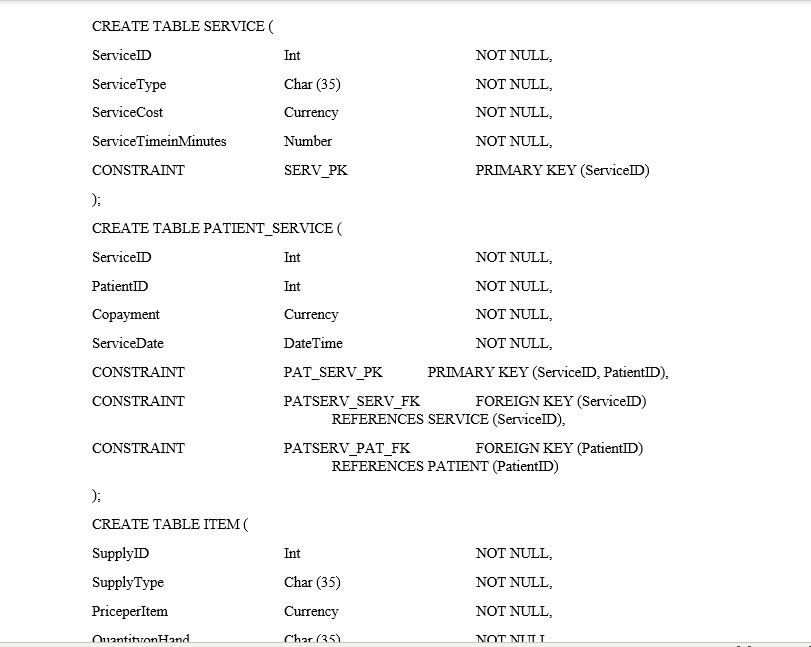 CREATE TABLE SERVICE (
ServiceID Int NOT NULL,
ServiceType Char (35) NOT NULL,
ServiceCost Currency NOT NULL,
ServiceTimeinMinutes Number NOT NULL,
CONSTRAINT SERV_PK PRIMARY KEY (ServiceID)
);
CREATE TABLE PATIENT_SERVICE (
ServiceID Int NOT NULL,
PatientID Int NOT NULL,
Copayment Currency NOT NULL,
ServiceDate DateTime NOT NULL,
CONSTRAINT PAT_SERV_PK PRIMARY KEY (ServiceID, PatientID),
CONSTRAINT PATSERV_SERV_FK FOREIGN KEY (ServiceID)
REFERENCES SERVICE (ServiceID),
CONSTRAINT PATSERV_PAT_FK FOREIGN KEY (PatientID)
REFERENCES PATIENT (PatientID)
);
CREATE TABLE ITEM (
SupplyID Int NOT NULL,
SupplyType Char (35) NOT NULL,
PriceperItem Currency NOT NULL,
QuantityonHand Char (35) NOT NULL